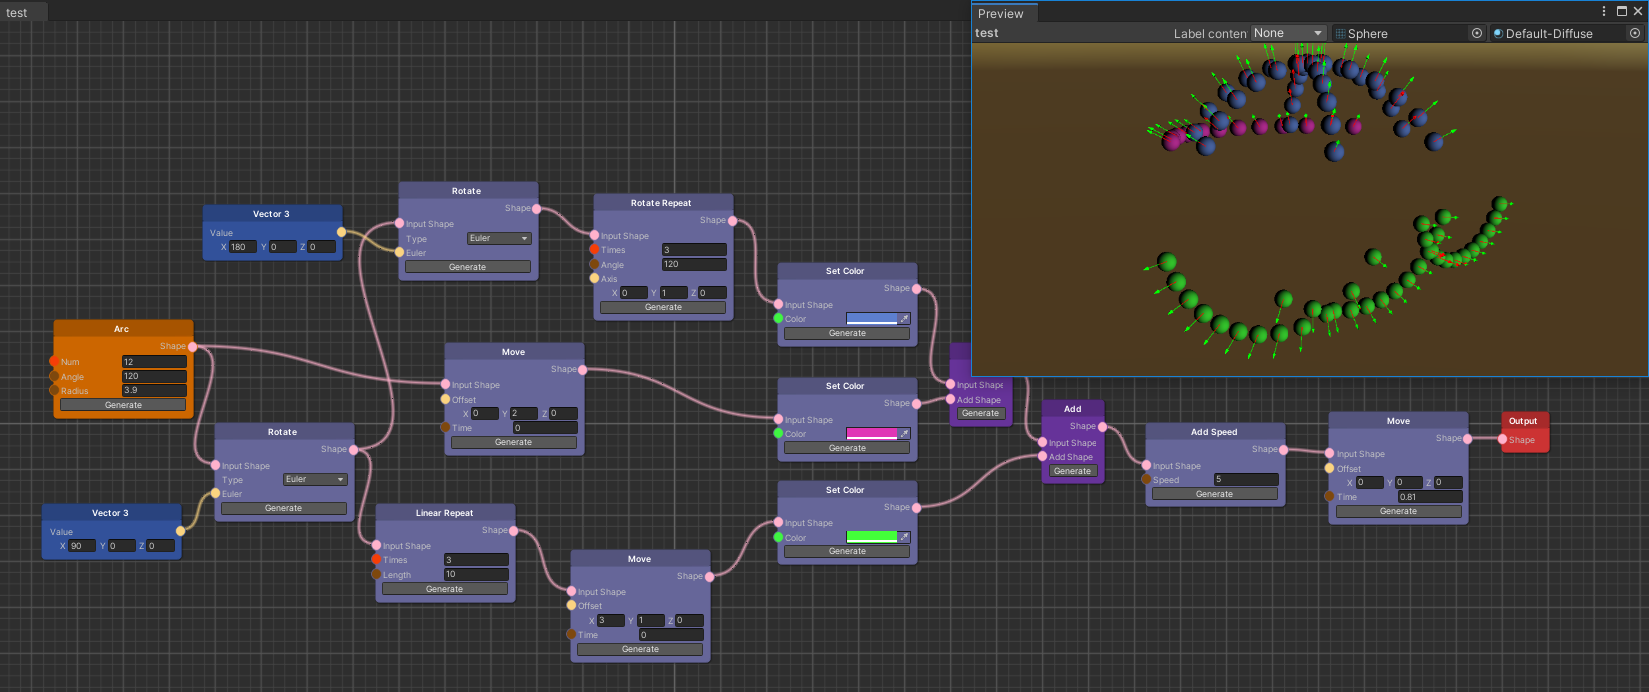 test
Preview
test
Label conten
None
Sphere
Default-Diffuse
Rotate
Shape
Input Shape
Type
Euler
Euler
Generate
Vector 3
Value
X 180 Y 0 Z 0
Rotate Repeat
Shape
Input Shape
Times 3
Angle 120
Axis
X 0 Y 1 Z 0
Generate
Set Color
Shape
Input Shape
Color
Generate
Arc
Shape
Num 12
Angle 120
Radius 3.9
Generate
Move
Shape
Input Shape
Offset
X 0 Y 2 Z 0
Time 0
Generate
Set Color
Shape
Input Shape
Color
Generate
Input Shape
Add Shape
Generate
Add
Shape
Input Shape
Add Shape
Generate
Add Speed
Shape
Input Shape
Speed 5
Generate
Move
Shape
Input Shape
Offset
X 0 Y 0 Z 0
Time 0.81
Generate
Output
Shape
Rotate
Shape
Input Shape
Type Euler
Euler
Generate
Vector 3
Value
X 90 Y 0 Z 0
Linear Repeat
Shape
Input Shape
Times 3
Length 10
Generate
Set Color
Shape
Input Shape
Color
Generate
Move
Shape
Input Shape
Offset
X 3 Y 1 Z 0
Time 0
Generate